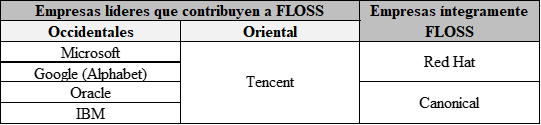 Empresas líderes que contribuyen a FLOSS
Empresas íntegramente
FLOSS
Occidentales
Oriental
Microsoft
Google (Alphabet)
Oracle
IBM
Tencent
Red Hat
Canonical